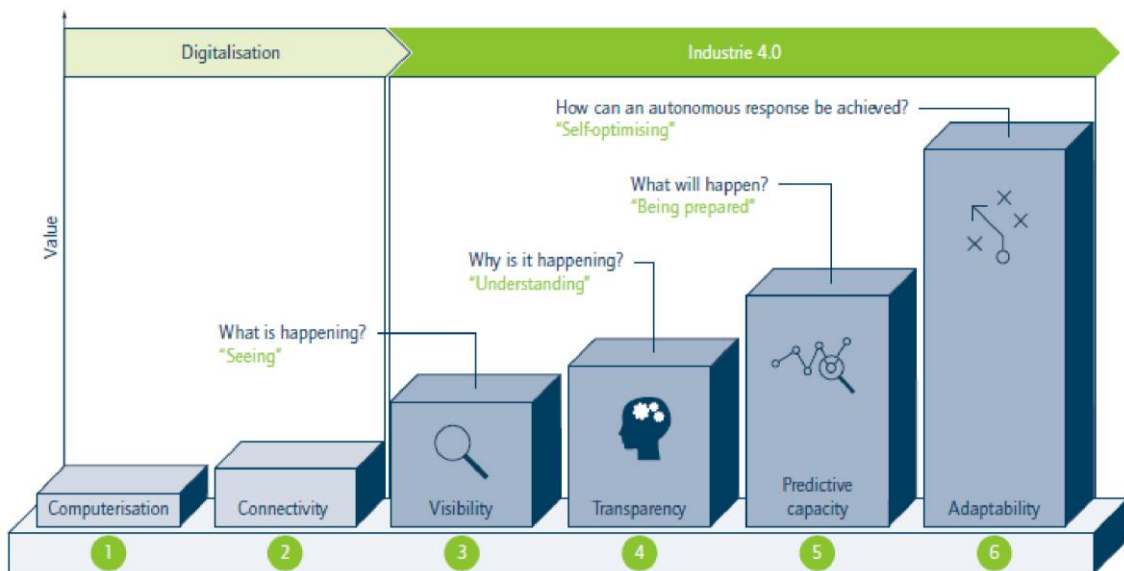 Digitalisation
Industrie 4.0
How can an autonomous response be achieved?
“Self-optimising”
What will happen?
“Being prepared”
Value
Why is it happening?
“Understanding”
What is happening?
“Seeing”
Computerisation
Connectivity
Visibility
Transparency
Predictive
capacity
Adaptability
1
2
3
4
5
6